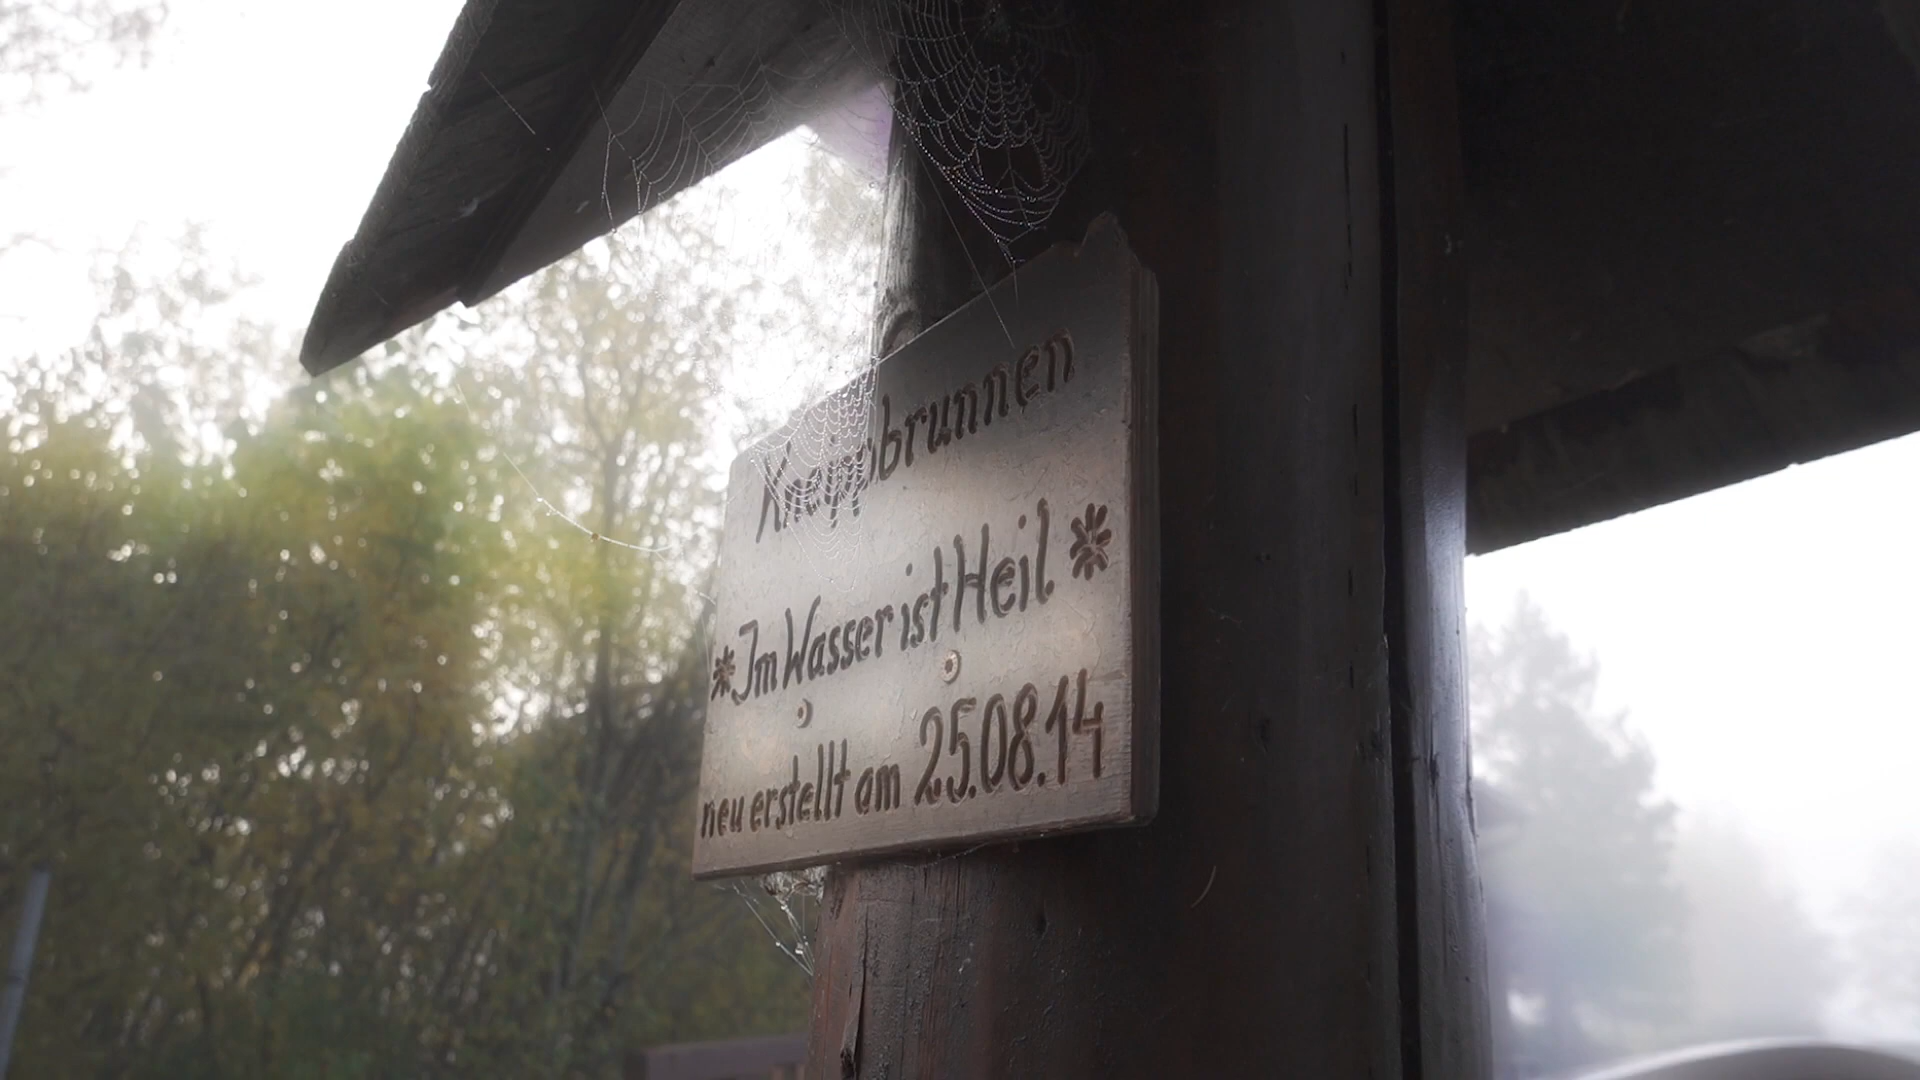 Kneippbrunnen
* Im Wasser ist Heil *
neu erstellt am 25.08.14